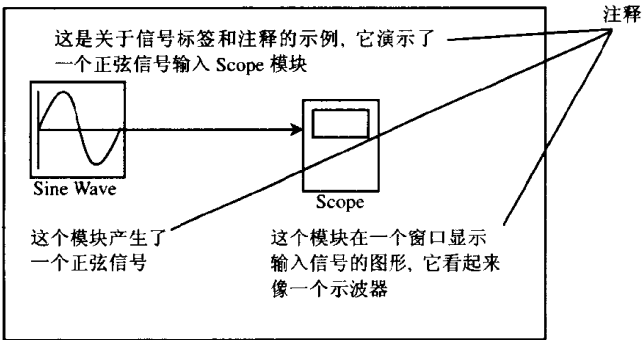 注释
这是关于信号标签和注释的示例, 它演示了
一个正弦信号输入 Scope 模块
Sine Wave
Scope
这个模块产生了
一个正弦信号
这个模块在一个窗口显示
输入信号的图形, 它看起来
像一个示波器